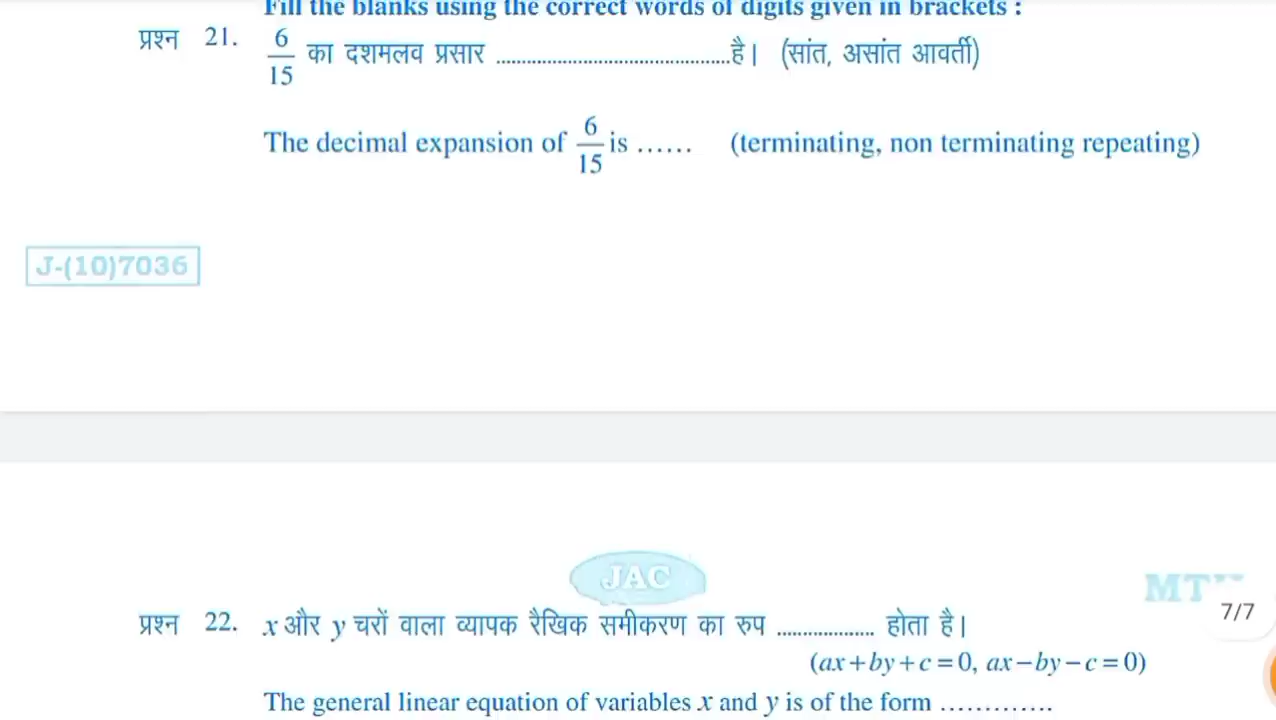 Fill the blanks using the correct words of digits given in brackets :
प्रश्न 21. 6/15 का दशमलव प्रसार ..........................................है। (सांत, असांत आवर्ती)
The decimal expansion of 6/15 is ...... (terminating, non terminating repeating)
J-(10)7036
JAC
7/7
प्रश्न 22. x और y चरों वाला व्यापक रैखिक समीकरण का रुप ................... होता है।
(ax+by+c=0, ax-by-c=0)
The general linear equation of variables x and y is of the form .............